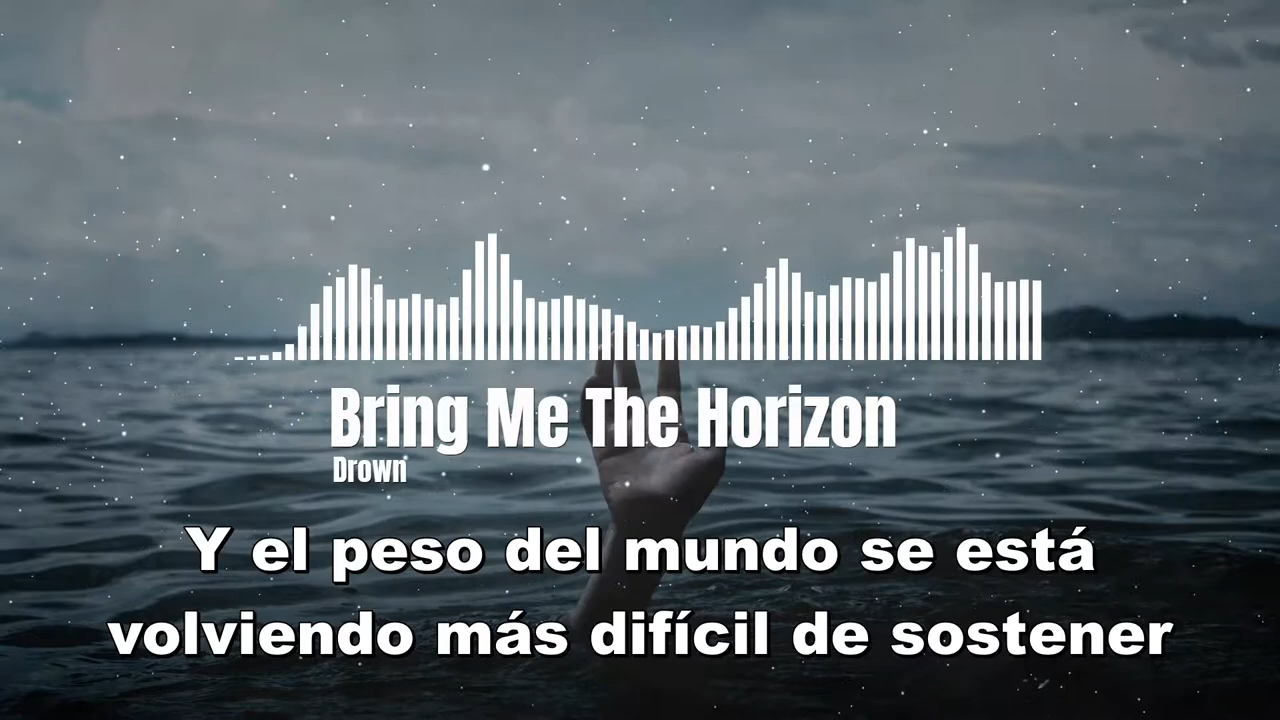 Bring Me The Horizon
Drown
Y el peso del mundo se está
volviendo más difícil de sostener